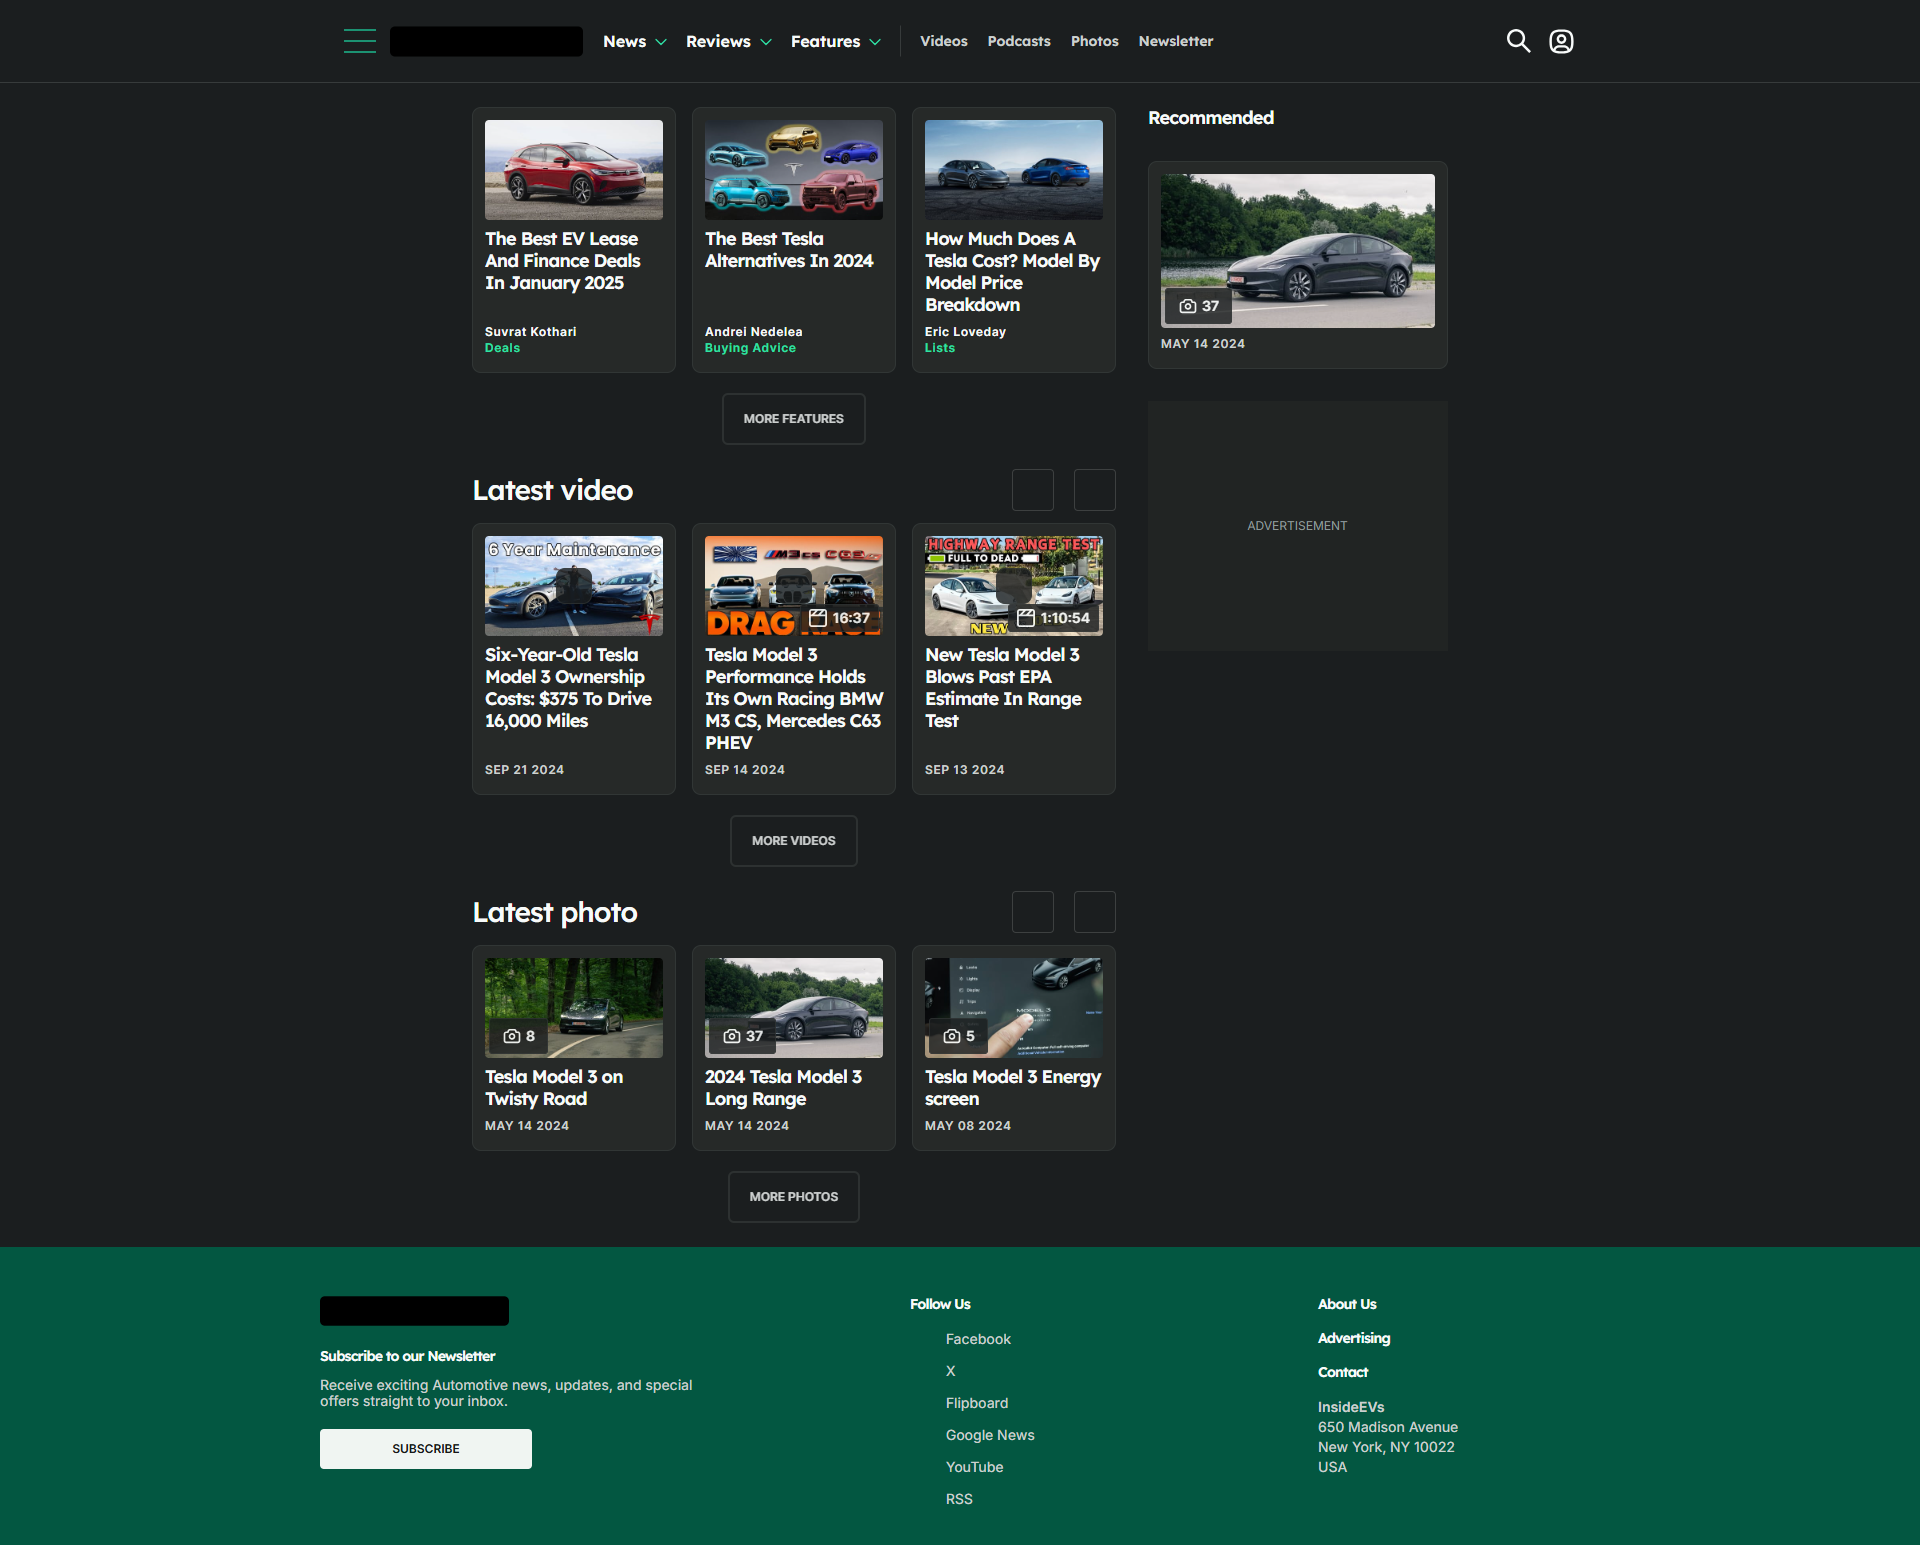 News
Reviews
Features
Videos
Podcasts
Photos
Newsletter
The Best EV Lease
And Finance Deals
In January 2025
Suvrat Kothari
Deals
The Best Tesla
Alternatives In 2024
Andrei Nedelea
Buying Advice
How Much Does A
Tesla Cost? Model By
Model Price
Breakdown
Eric Loveday
Lists
MORE FEATURES
Recommended
37
MAY 14 2024
ADVERTISEMENT
Latest video
6 Year Maintenance
Six-Year-Old Tesla
Model 3 Ownership
Costs: $375 To Drive
16,000 Miles
SEP 21 2024
M3 CS
DRAG RACE
16:37
Tesla Model 3
Performance Holds
Its Own Racing BMW
M3 CS, Mercedes C63
PHEV
SEP 14 2024
HIGHWAY RANGE TEST
FULL TO DEAD
NEW
1:10:54
New Tesla Model 3
Blows Past EPA
Estimate In Range
Test
SEP 13 2024
MORE VIDEOS
Latest photo
8
Tesla Model 3 on
Twisty Road
MAY 14 2024
37
2024 Tesla Model 3
Long Range
MAY 14 2024
Locks
Lights
Display
Trips
Navigation
MODEL 3
5
Tesla Model 3 Energy
screen
MAY 08 2024
MORE PHOTOS
Subscribe to our Newsletter
Receive exciting Automotive news, updates, and special
offers straight to your inbox.
SUBSCRIBE
Follow Us
Facebook
X
Flipboard
Google News
YouTube
RSS
About Us
Advertising
Contact
InsideEVs
650 Madison Avenue
New York, NY 10022
USA